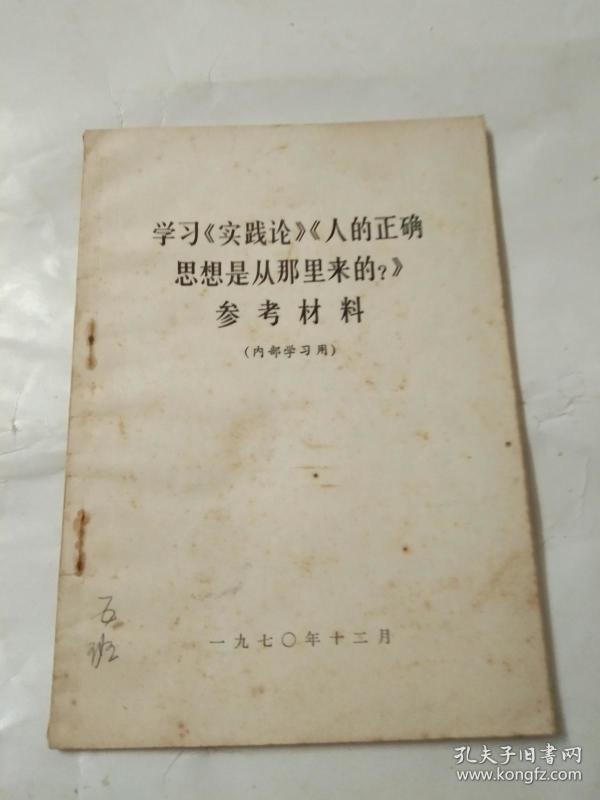 学习《实践论》《人的正确
思想是从那里来的？》
参考材料
（内部学习用）
五
班
一九七〇年十二月
孔夫子旧书网
www.kongfz.com